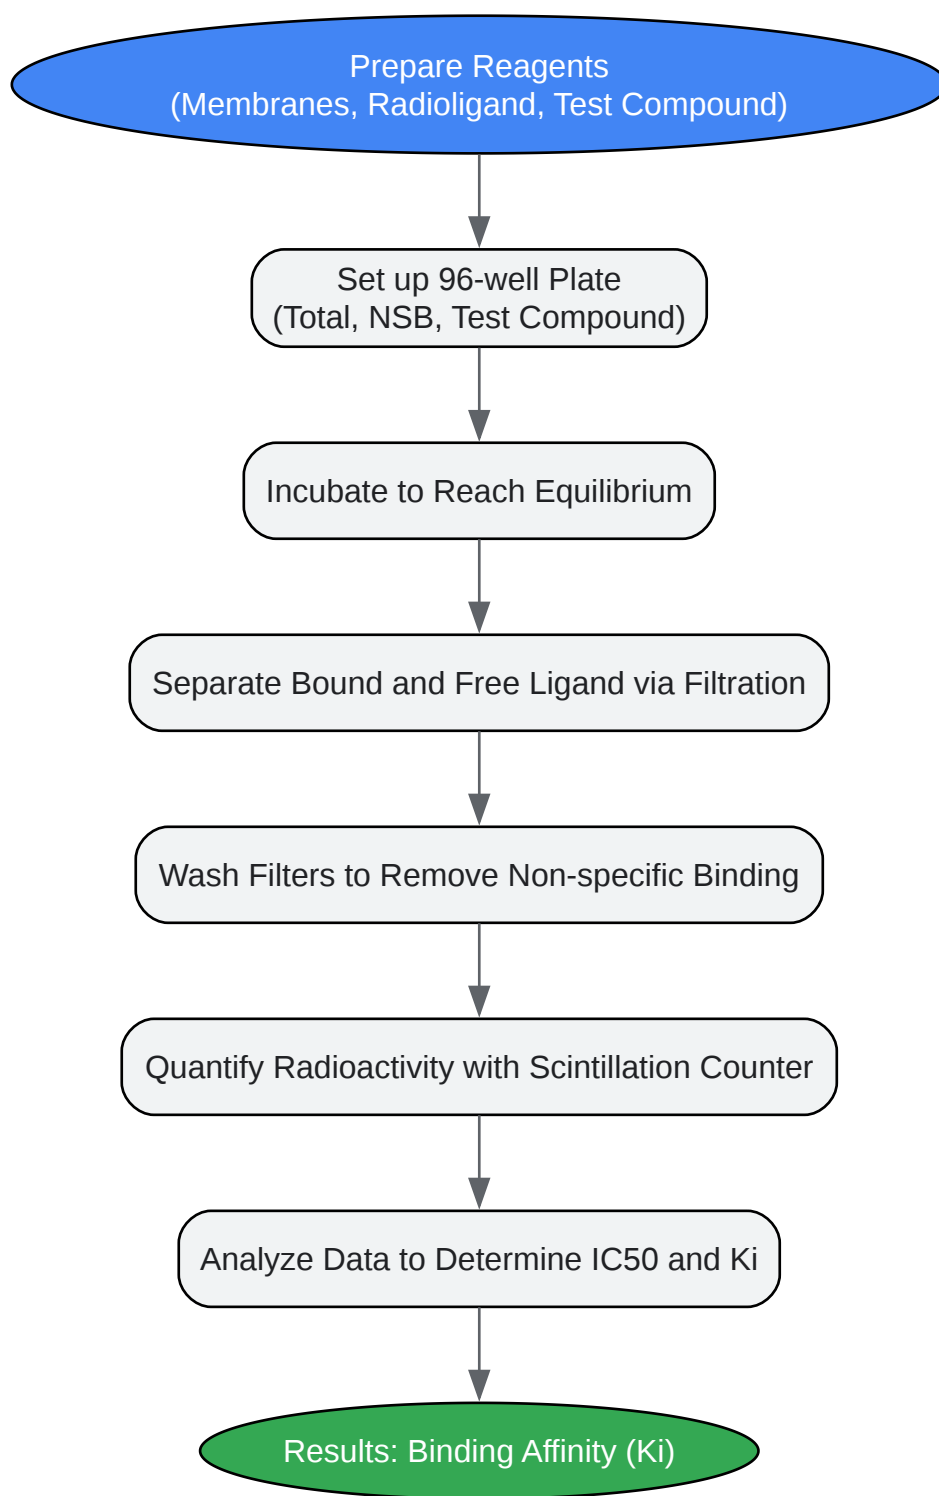 Prepare Reagents
(Membranes, Radioligand, Test Compound)
Set up 96-well Plate
(Total, NSB, Test Compound)
Incubate to Reach Equilibrium
Separate Bound and Free Ligand via Filtration
Wash Filters to Remove Non-specific Binding
Quantify Radioactivity with Scintillation Counter
Analyze Data to Determine IC50 and Ki
Results: Binding Affinity (Ki)